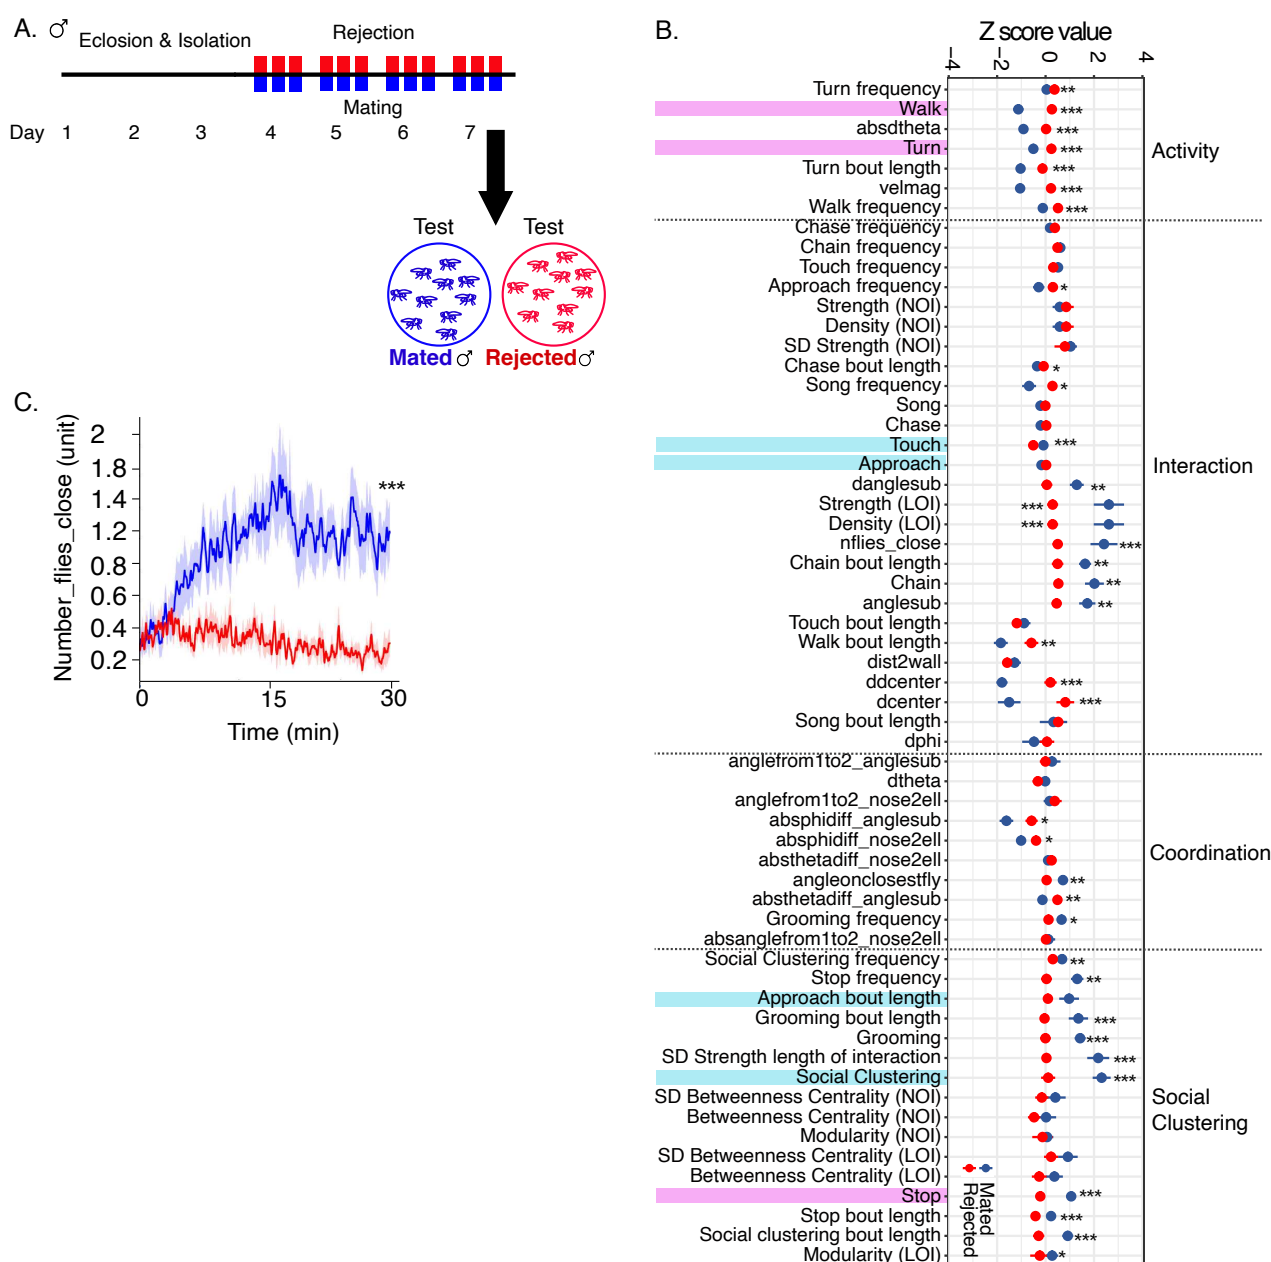 A. ♂
Eclosion & Isolation
Rejection
Mating
Day 1 2 3 4 5 6 7
Test Test
Mated ♂ Rejected ♂
B.
Z score value
-4 -2 0 2 4
Turn frequency **
Walk ***
absdtheta ***
Turn ***
Turn bout length ***
velmag ***
Walk frequency ***
Activity
Chase frequency
Chain frequency
Touch frequency
Approach frequency *
Strength (NOI)
Density (NOI)
SD Strength (NOI)
Chase bout length *
Song frequency *
Song
Chase
Touch ***
Approach
danglesub **
Strength (LOI) ***
Density (LOI) ***
nflies_close ***
Chain bout length **
Chain **
anglesub **
Touch bout length
Walk bout length **
dist2wall
ddcenter ***
dcenter ***
Song bout length
dphi
Interaction
anglefrom1to2_anglesub
dtheta
anglefrom1to2_nose2ell
absphidiff_anglesub *
absphidiff_nose2ell *
absthetadiff_nose2ell
angleonclosestfly **
absthetadiff_anglesub **
Grooming frequency *
absanglefrom1to2_nose2ell
Coordination
Social Clustering frequency **
Stop frequency **
Approach bout length
Grooming bout length ***
Grooming ***
SD Strength length of interaction ***
Social Clustering ***
SD Betweenness Centrality (NOI)
Betweenness Centrality (NOI)
Modularity (NOI)
SD Betweenness Centrality (LOI)
Betweenness Centrality (LOI)
Stop ***
Stop bout length ***
Social clustering bout length ***
Modularity (LOI) *
Social
Clustering
Mated
Rejected
C.
Number_flies_close (unit)
2
1.8
1.4
1.2
0.8
0.6
0.4
0.2
***
0 15 30
Time (min)